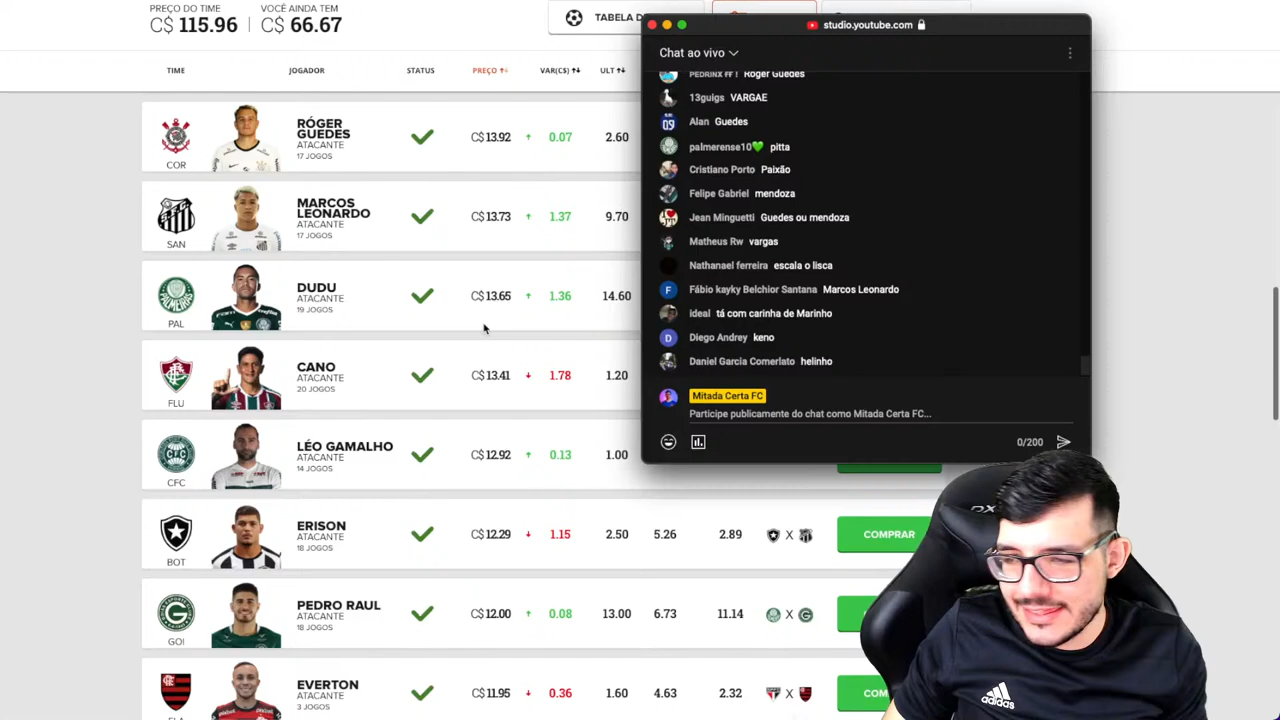 PREÇO DO TIME
C$ 115.96
VOCÊ AINDA TEM
C$ 66.67
TABELA D
TIME JOGADOR STATUS PREÇO VAR(C$) ULT
RÓGER GUEDES
ATACANTE
17 JOGOS
COR
C$ 13.92 0.07 2.60
MARCOS LEONARDO
ATACANTE
17 JOGOS
SAN
C$ 13.73 1.37 9.70
DUDU
ATACANTE
19 JOGOS
PAL
C$ 13.65 1.36 14.60
CANO
ATACANTE
20 JOGOS
FLU
C$ 13.41 1.78 1.20
LÉO GAMALHO
ATACANTE
14 JOGOS
CFC
C$ 12.92 0.13 1.00
ERISON
ATACANTE
18 JOGOS
BOT
C$ 12.29 1.15 2.50 5.26 2.89 X COMPRAR
PEDRO RAUL
ATACANTE
18 JOGOS
GOI
C$ 12.00 0.08 13.00 6.73 11.14 X
EVERTON
ATACANTE
3 JOGOS
C$ 11.95 0.36 1.60 4.63 2.32 X COM
studio.youtube.com
Chat ao vivo
PEDRINX FF ! Roger Guedes
13guigs VARGAE
Alan Guedes
palmerense10💚 pitta
Cristiano Porto Paixão
Felipe Gabriel mendoza
Jean Minguetti Guedes ou mendoza
Matheus Rw vargas
Nathanael ferreira escala o lisca
F Fábio kayky Belchior Santana Marcos Leonardo
ideal tá com carinha de Marinho
D Diego Andrey keno
Daniel Garcia Comerlato helinho
Mitada Certa FC
Participe publicamente do chat como Mitada Certa FC...
0/200
adidas